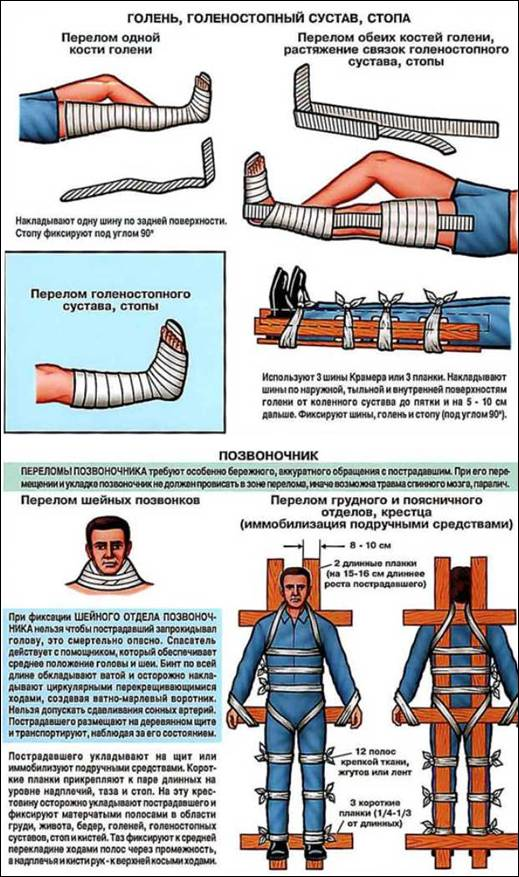 ГОЛЕНЬ, ГОЛЕНОСТОПНЫЙ СУСТАВ, СТОПА
Перелом одной
кости голени
Накладывают одну шину по задней поверхности.
Стопу фиксируют под углом 90°
Перелом обеих костей голени,
растяжение связок голеностопного
сустава, стопы
Перелом голеностопного
сустава, стопы
Используют 3 шины Крамера или 3 планки. Накладывают
шины по наружной, тыльной и внутренней поверхностям
голени от коленного сустава до пятки и на 5 - 10 см
дальше. Фиксируют шины, голень и стопу (под углом 90°).
ПОЗВОНОЧНИК
ПЕРЕЛОМЫ ПОЗВОНОЧНИКА требуют особенно бережного, аккуратного обращения с пострадавшим. При его пере-
мещении и укладке позвоночник не должен провисать в зоне перелома, иначе возможна травма спинного мозга, паралич.
Перелом шейных позвонков
При фиксации ШЕЙНОГО ОТДЕЛА ПОЗВОНОЧ-
НИКА нельзя чтобы пострадавший запрокидывал
голову, это смертельно опасно. Спасатель
действует с помощником, который обеспечивает
среднее положение головы и шеи. Бинт по всей
длине обкладывают ватой и осторожно накла-
дывают циркулярными перекрещивающимися
ходами, создавая ватно-марлевый воротник.
Нельзя допускать сдавливания сонных артерий.
Пострадавшего размещают на деревянном щите
и транспортируют, наблюдая за его состоянием.
Пострадавшего укладывают на щит или
иммобилизуют подручными средствами. Корот-
кие планки прикрепляют к паре длинных на
уровне надплечий, таза и стоп. На эту крес-
товину осторожно укладывают пострадавшего и
фиксируют матерчатыми полосами в области
груди, живота, бедер, голеней, голеностопных
суставов, стоп и кистей. Таз фиксируют к средней
перекладине ходами полос через промежность,
а надплечья и кисти рук - к верхней косыми ходами.
Перелом грудного и поясничного
отделов, крестца
(иммобилизация подручными средствами)
8 - 10 см
2 длинные планки
(на 15-16 см длиннее
роста пострадавшего)
12 полос
крепкой ткани,
жгутов или лент
3 короткие
планки (1/4-1/3
от длинных)